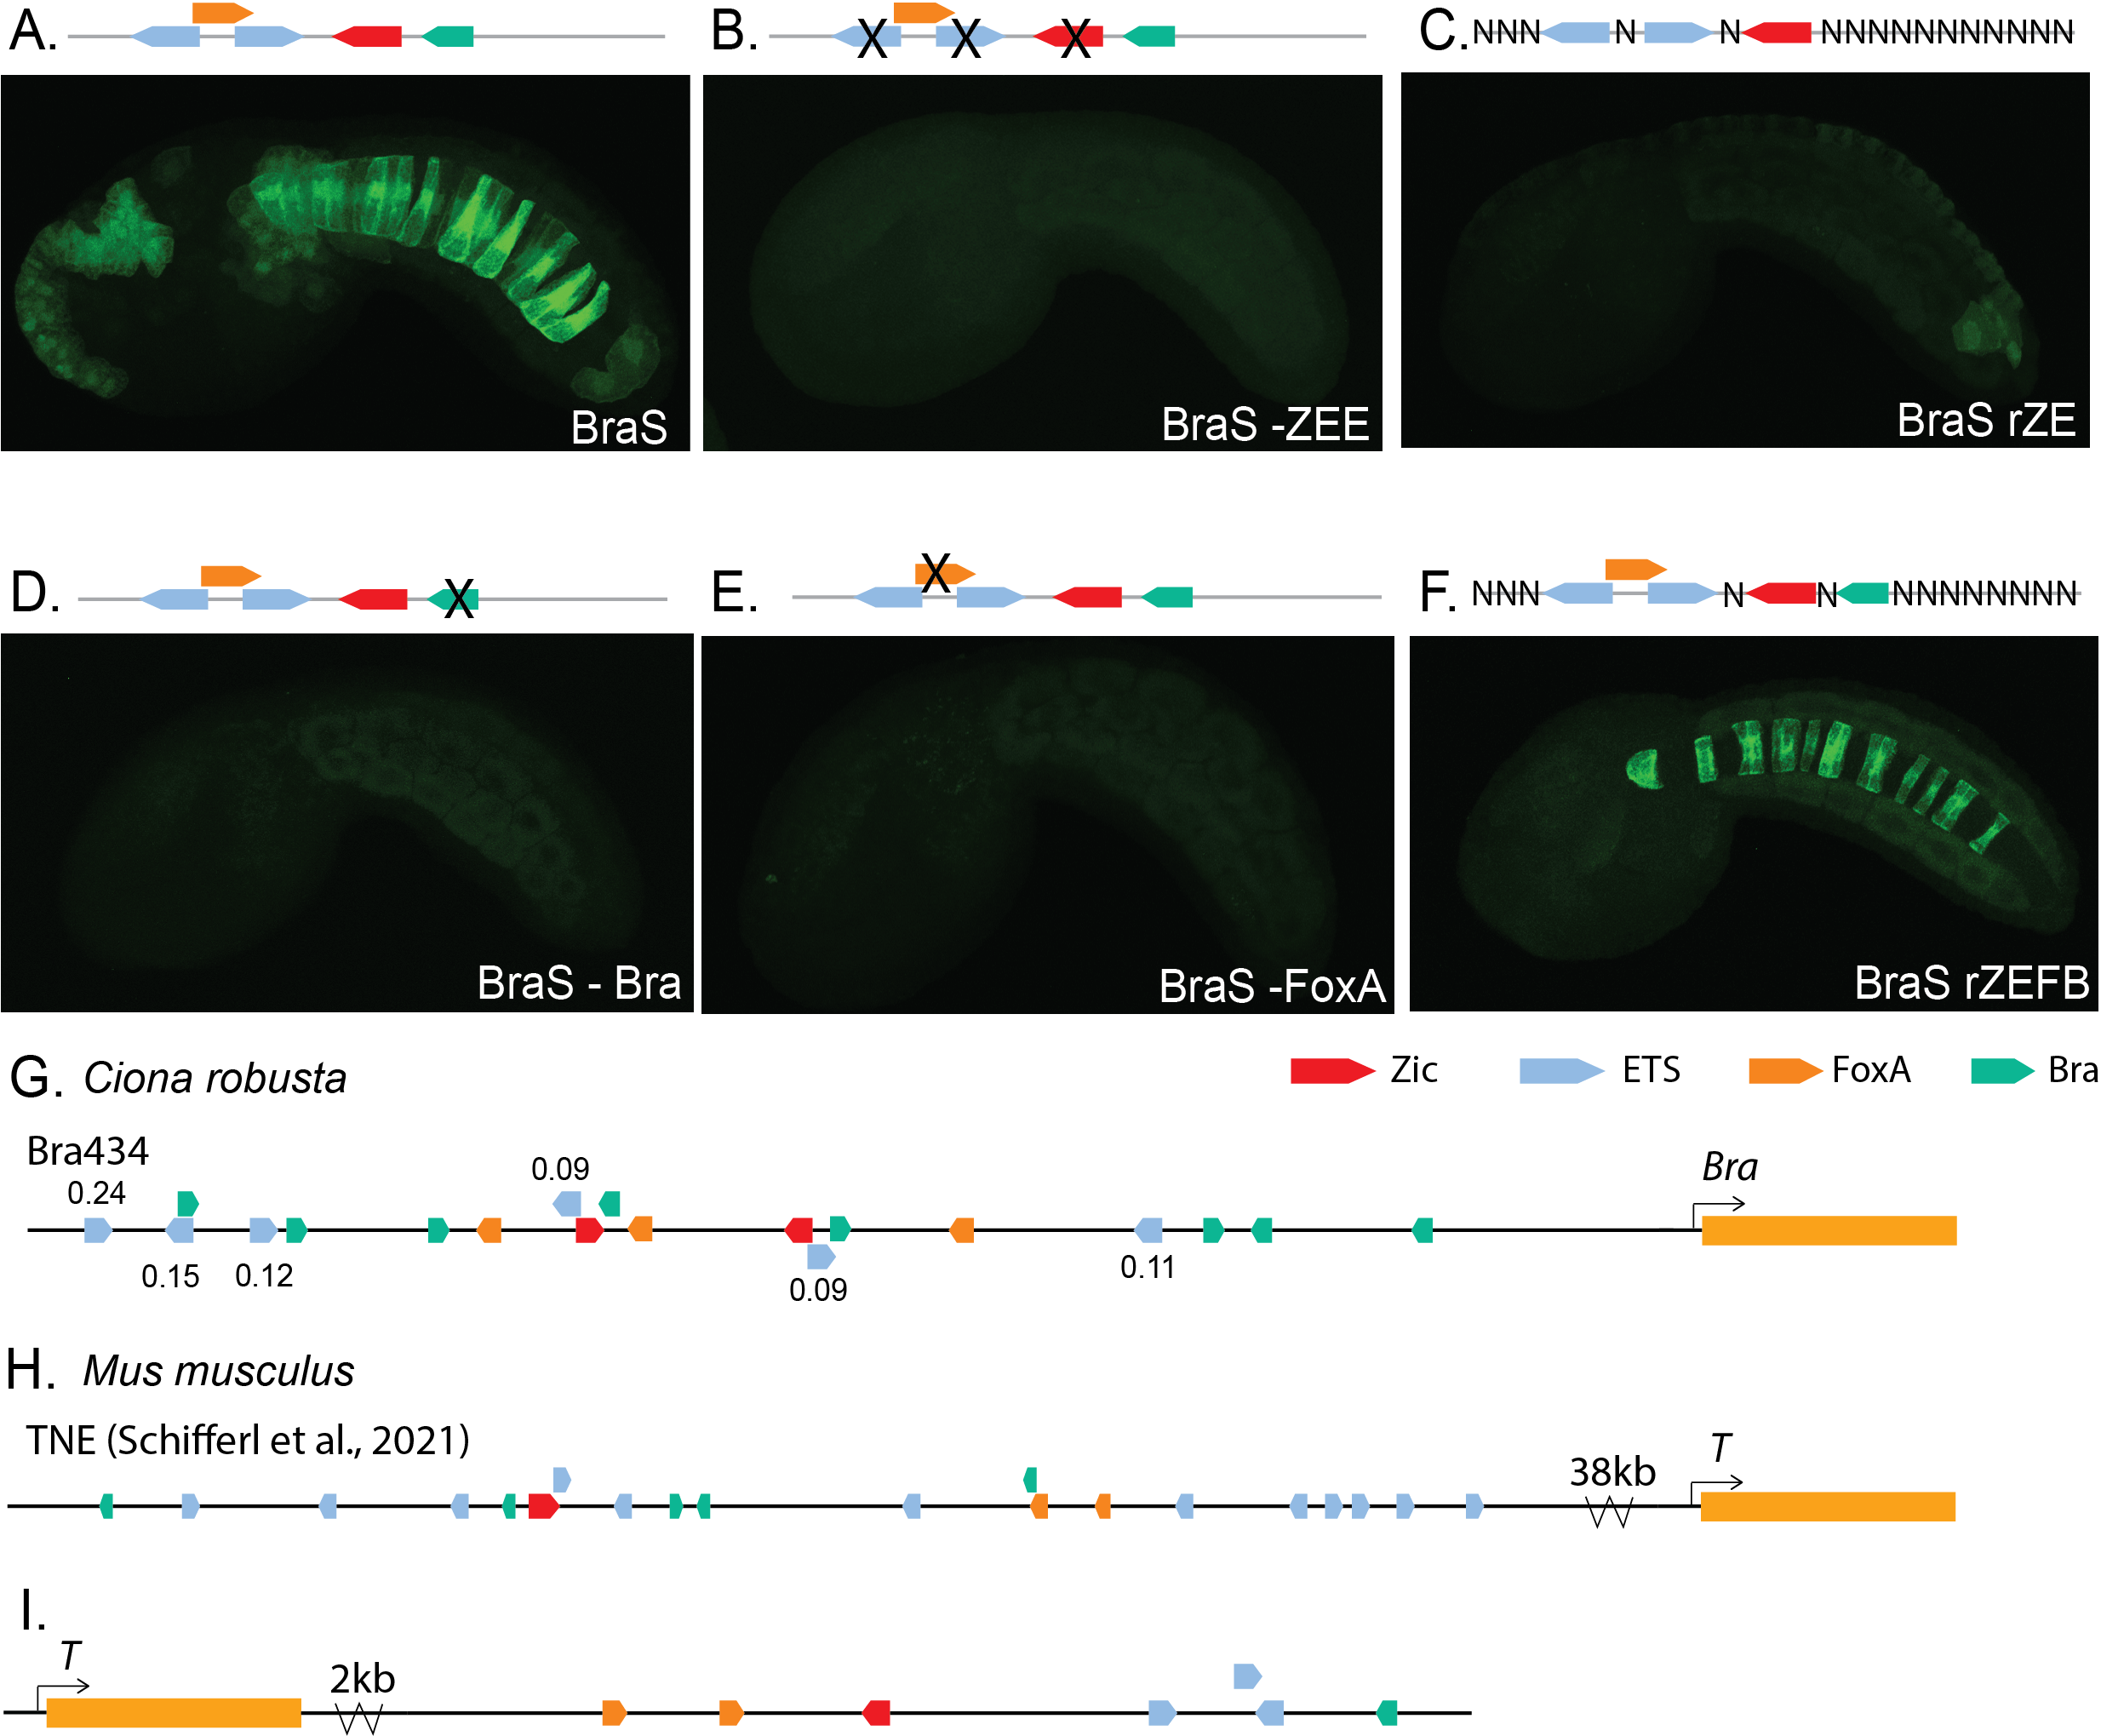 A.
B.
X X X
C.
NNN N N NNNNNNNNNNN
BraS
BraS -ZEE
BraS rZE
D.
X
E.
X
F.
NNN N N NNNNNNNN
BraS - Bra
BraS -FoxA
BraS rZEFB
G. Ciona robusta
Zic ETS FoxA Bra
Bra434
0.24
0.09
Bra
0.15 0.12
0.09
0.11
H. Mus musculus
TNE (Schifferl et al., 2021)
38kb
T
I.
T
2kb